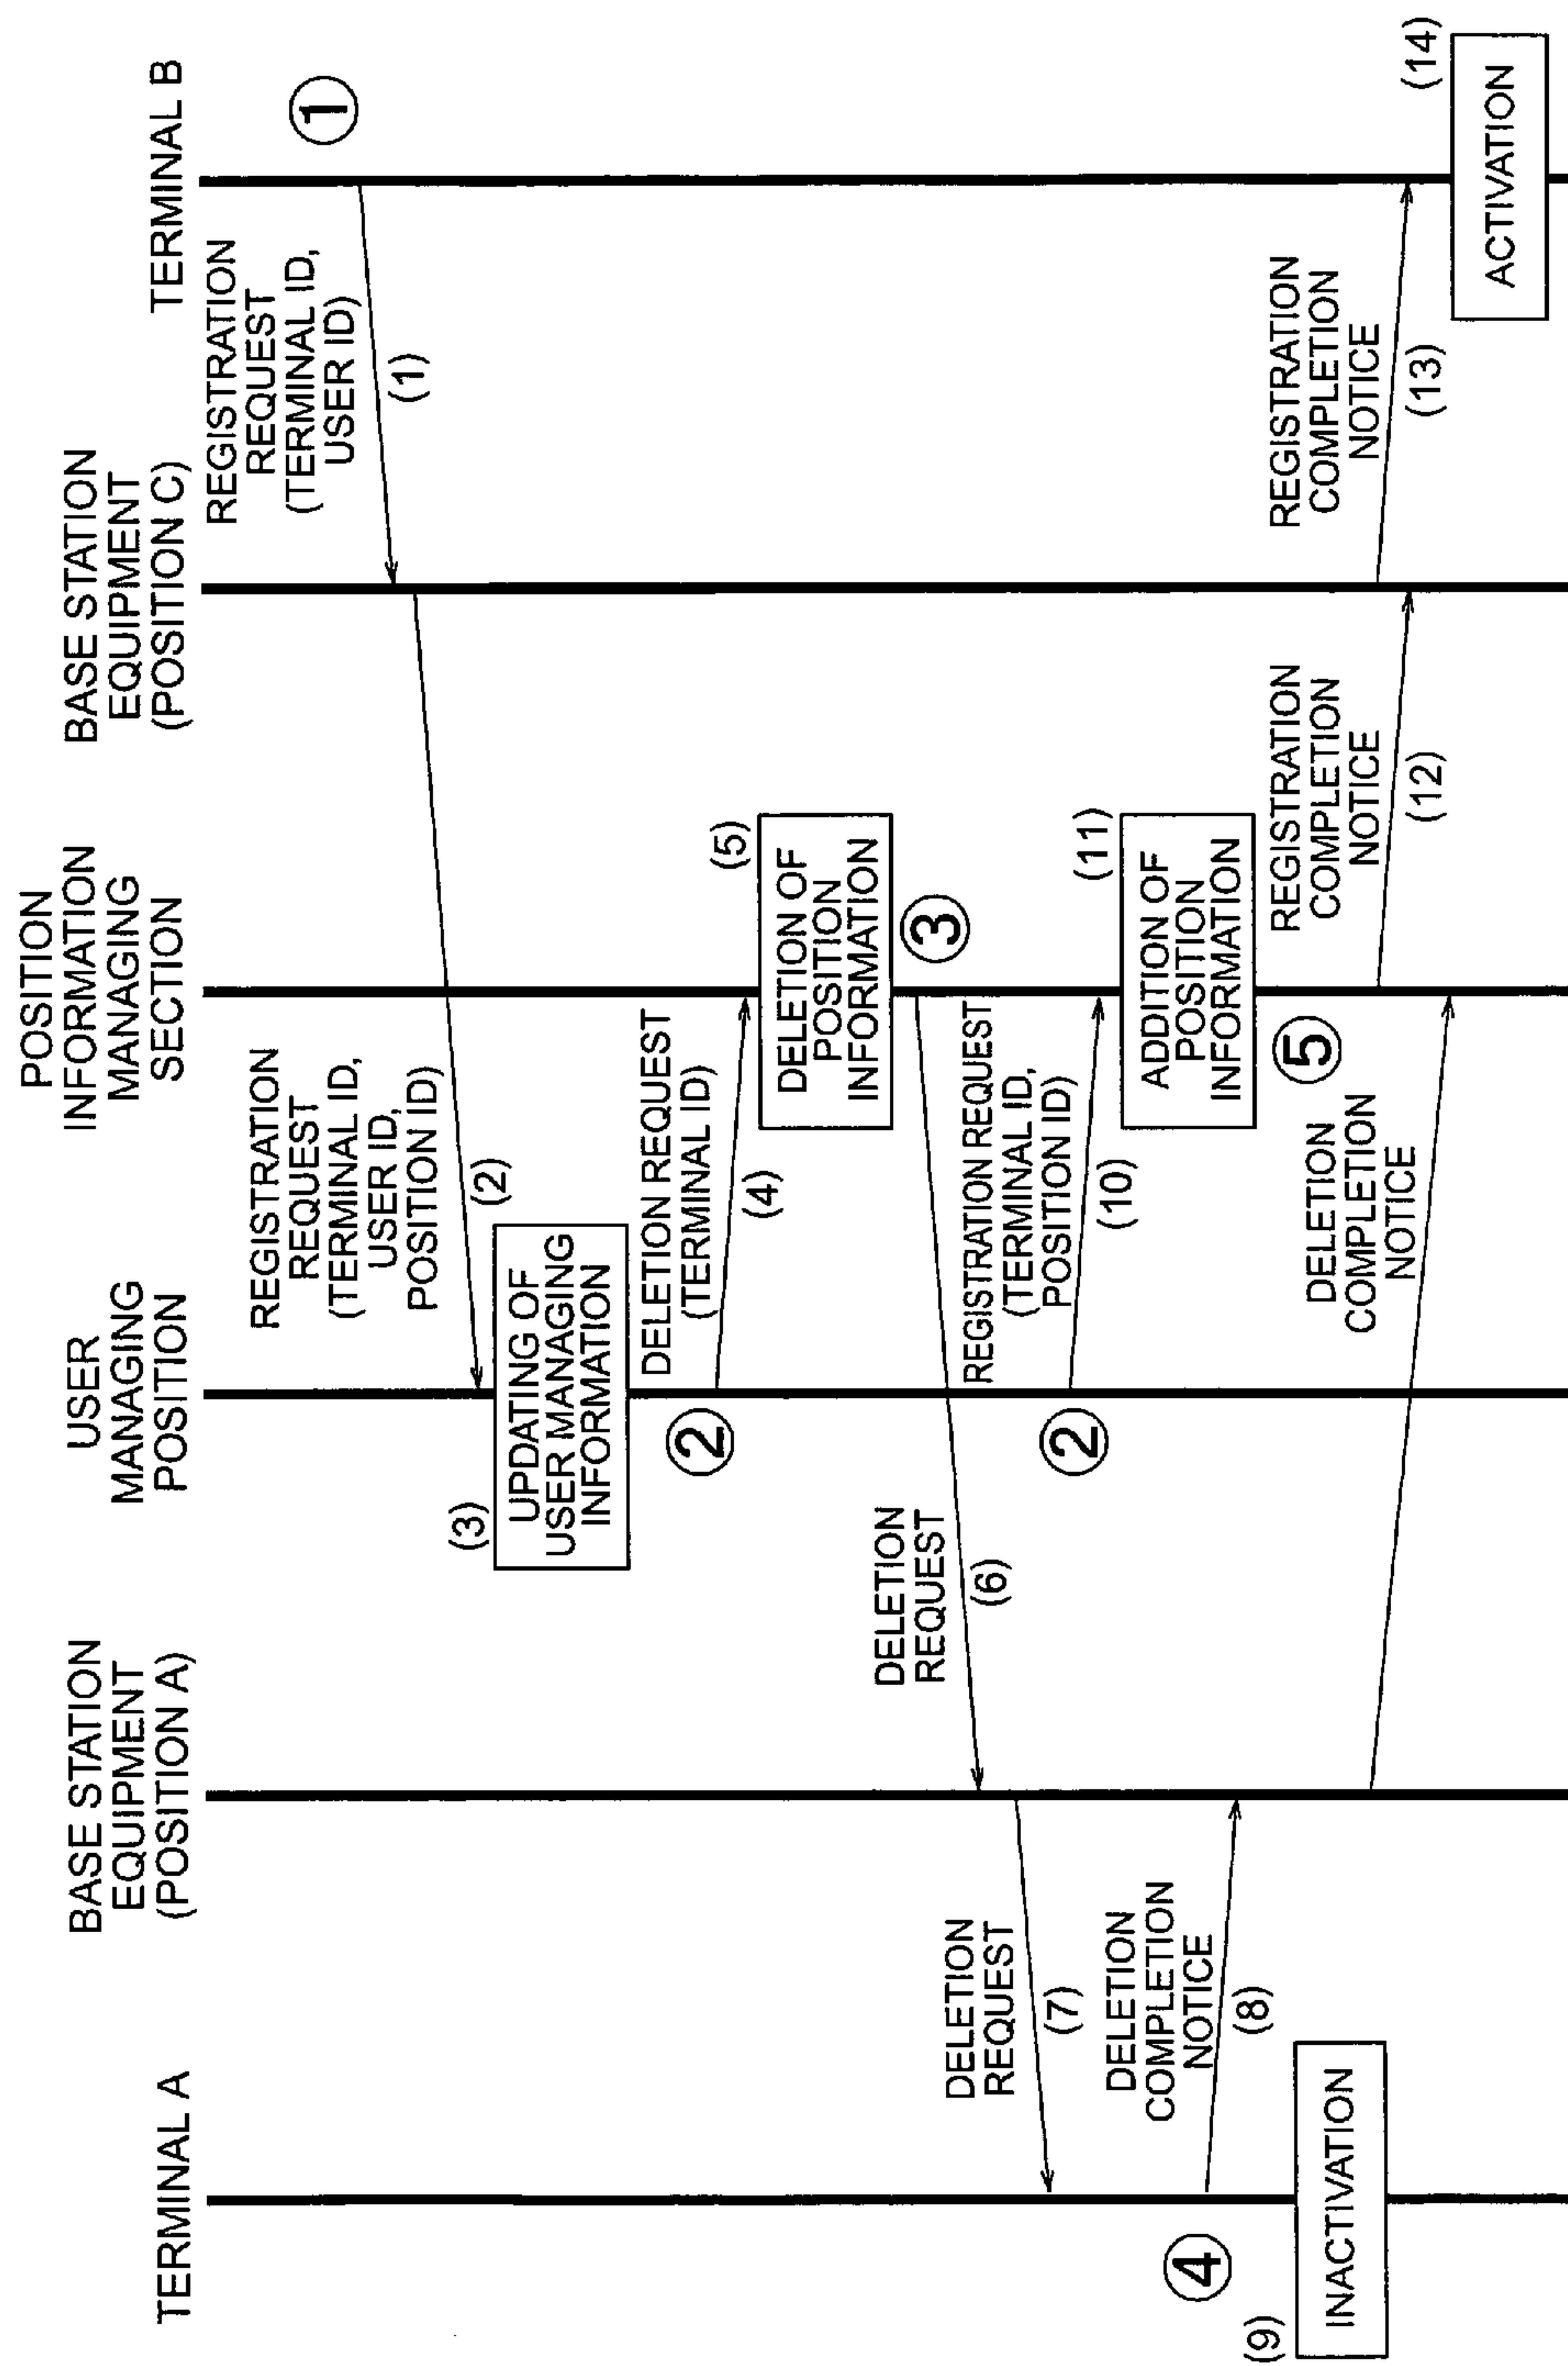 TERMINAL A
BASE STATION
EQUIPMENT
(POSITION A)
USER
MANAGING
POSITION
POSITION
INFORMATION
MANAGING
SECTION
BASE STATION
EQUIPMENT
(POSITION C)
TERMINAL B
1
REGISTRATION
REQUEST
(TERMINAL ID,
USER ID)
(1)
REGISTRATION
REQUEST
(TERMINAL ID,
USER ID,
POSITION ID)
(2)
(3)
UPDATING OF
USER MANAGING
INFORMATION
2
DELETION REQUEST
(TERMINAL ID)
(4)
(5)
DELETION OF
POSITION
INFORMATION
3
DELETION
REQUEST
(6)
DELETION
REQUEST
(7)
2
REGISTRATION REQUEST
(TERMINAL ID,
POSITION ID)
(10)
(11)
ADDITION OF
POSITION
INFORMATION
4
DELETION
COMPLETION
NOTICE
(8)
(9)
INACTIVATION
5
DELETION
COMPLETION
NOTICE
REGISTRATION
COMPLETION
NOTICE
(12)
REGISTRATION
COMPLETION
NOTICE
(13)
(14)
ACTIVATION